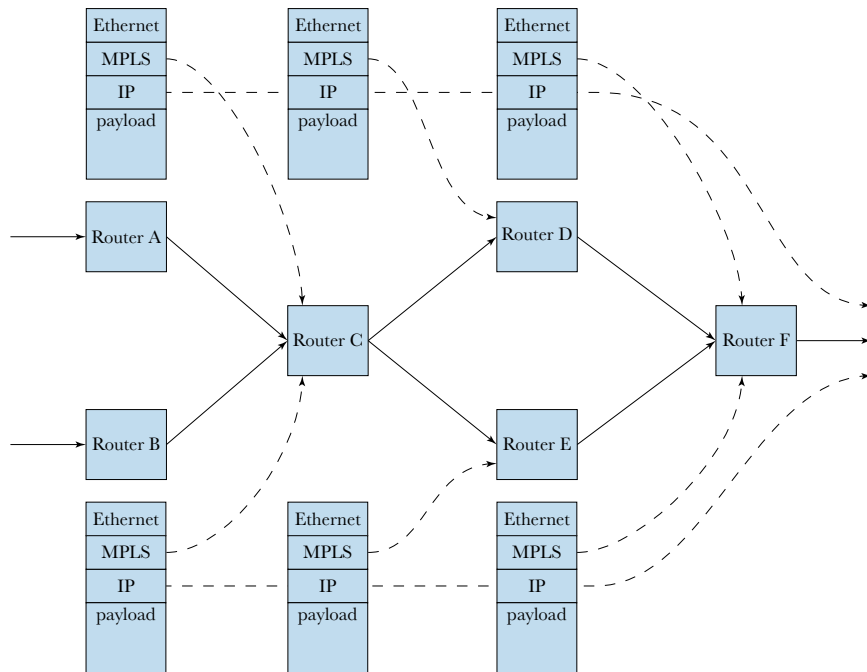 Ethernet
MPLS
IP
payload
Ethernet
MPLS
IP
payload
Ethernet
MPLS
IP
payload
Router A
Router D
Router C
Router F
Router B
Router E
Ethernet
MPLS
IP
payload
Ethernet
MPLS
IP
payload
Ethernet
MPLS
IP
payload